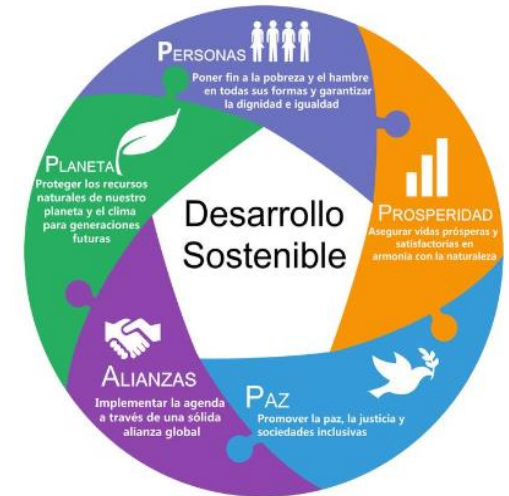 PERSONAS
Poner fin a la pobreza y el hambre
en todas sus formas y garantizar
la dignidad e igualdad
PROSPERIDAD
Asegurar vidas prósperas y
satisfactorias en
armonía con la naturaleza
PAZ
Promover la paz, la justicia y
sociedades inclusivas
ALIANZAS
Implementar la agenda
a través de una sólida
alianza global
PLANETA
Proteger los recursos
naturales de nuestro
planeta y el clima
para generaciones
futuras
Desarrollo
Sostenible